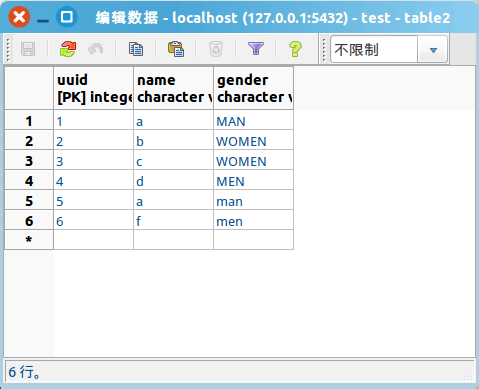 编辑数据 - localhost (127.0.0.1:5432) - test - table2
不限制
uuid name gender
[PK] intege character v character v
1 1 a MAN
2 2 b WOMEN
3 3 c WOMEN
4 4 d MEN
5 5 a man
6 6 f men
*
6 行。